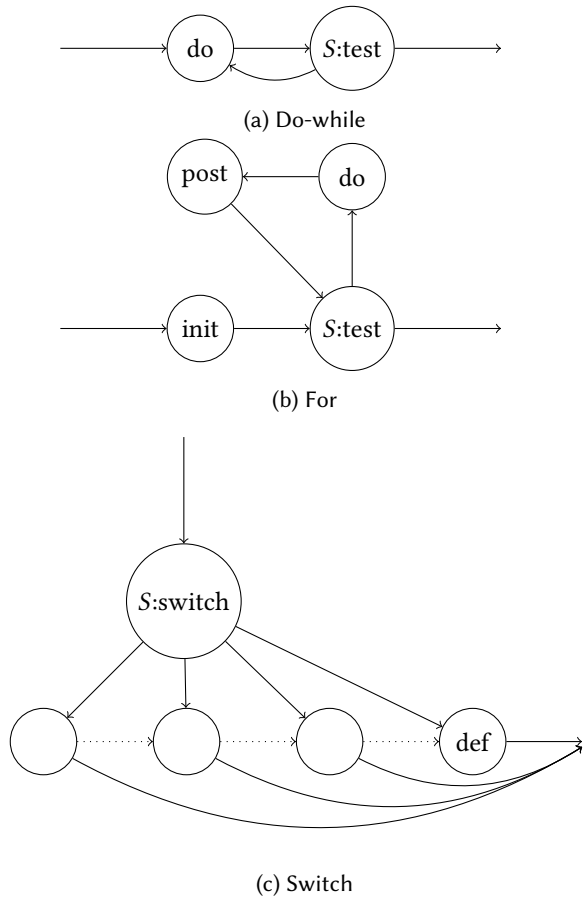 do
S:test
(a) Do-while
post
do
init
S:test
(b) For
S:switch
def
(c) Switch